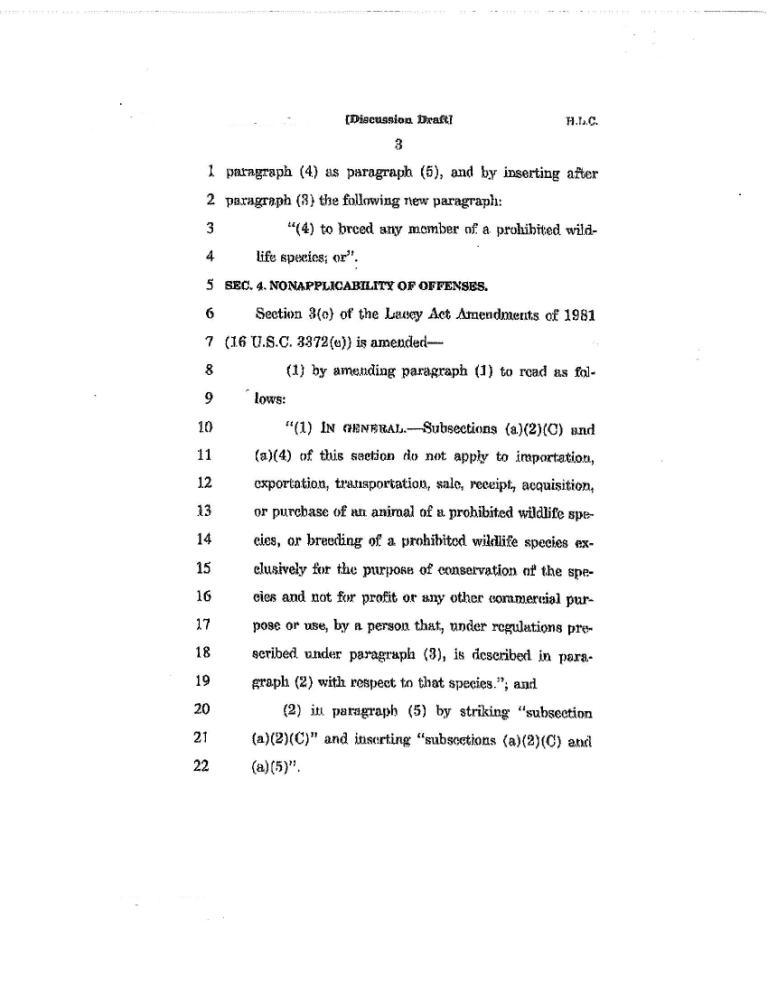 [Discussion Draft] H.L.C.
3
1 paragraph (4) as paragraph (5), and by inserting after
2 paragraph (3) the following new paragraph:
3 “(4) to breed any member of a prohibited wild-
4 life species; or”.
5 SEC. 4. NONAPPLICABILITY OF OFFENSES.
6 Section 3(e) of the Lacey Act Amendments of 1981
7 (16 U.S.C. 3372(e)) is amended—
8 (1) by amending paragraph (1) to read as fol-
9 lows:
10 “(1) IN GENERAL.—Subsections (a)(2)(C) and
11 (a)(4) of this section do not apply to importation,
12 exportation, transportation, sale, receipt, acquisition,
13 or purchase of an animal of a prohibited wildlife spe-
14 cies, or breeding of a prohibited wildlife species ex-
15 clusively for the purpose of conservation of the spe-
16 cies and not for profit or any other commercial pur-
17 pose or use, by a person that, under regulations pre-
18 scribed under paragraph (3), is described in para-
19 graph (2) with respect to that species.”; and
20 (2) in paragraph (5) by striking “subsection
21 (a)(2)(C)” and inserting “subsections (a)(2)(C) and
22 (a)(5)”.